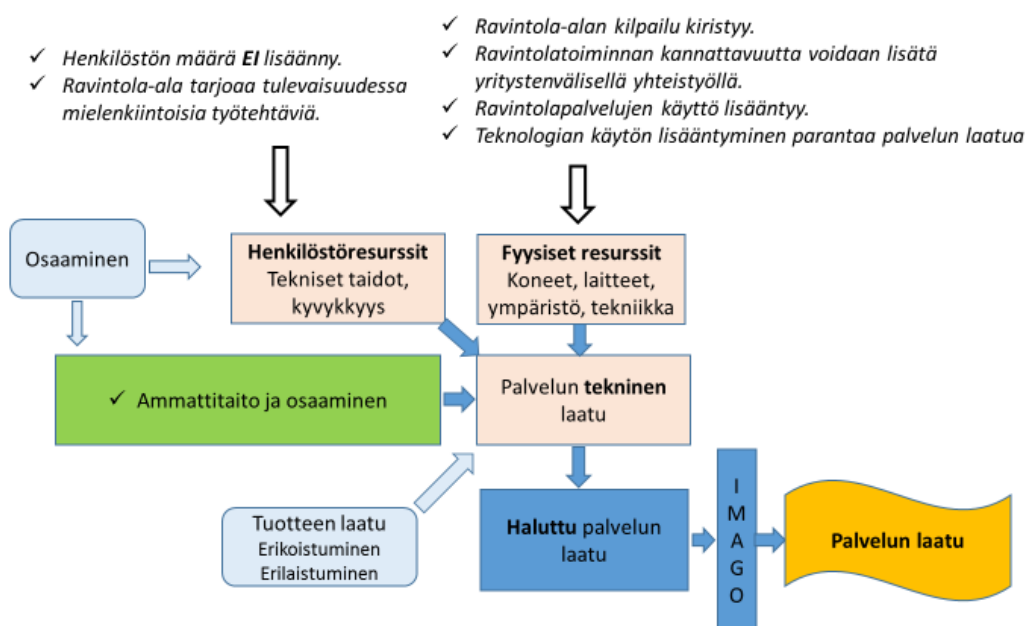 ✓ Henkilöstön määrä EI lisäänny.
✓ Ravintola-ala tarjoaa tulevaisuudessa
mielenkiintoisia työtehtäviä.
✓ Ravintola-alan kilpailu kiristyy.
✓ Ravintolatoiminnan kannattavuutta voidaan lisätä
yritystenvälisellä yhteistyöllä.
✓ Ravintolapalvelujen käyttö lisääntyy.
✓ Teknologian käytön lisääntyminen parantaa palvelun laatua
Osaaminen
Henkilöstöresurssit
Tekniset taidot,
kyvykkyys
Fyysiset resurssit
Koneet, laitteet,
ympäristö, tekniikka
✓ Ammattitaito ja osaaminen
Palvelun tekninen
laatu
Tuotteen laatu
Erikoistuminen
Erilaistuminen
Haluttu palvelun
laatu
I
M
A
G
O
Palvelun laatu